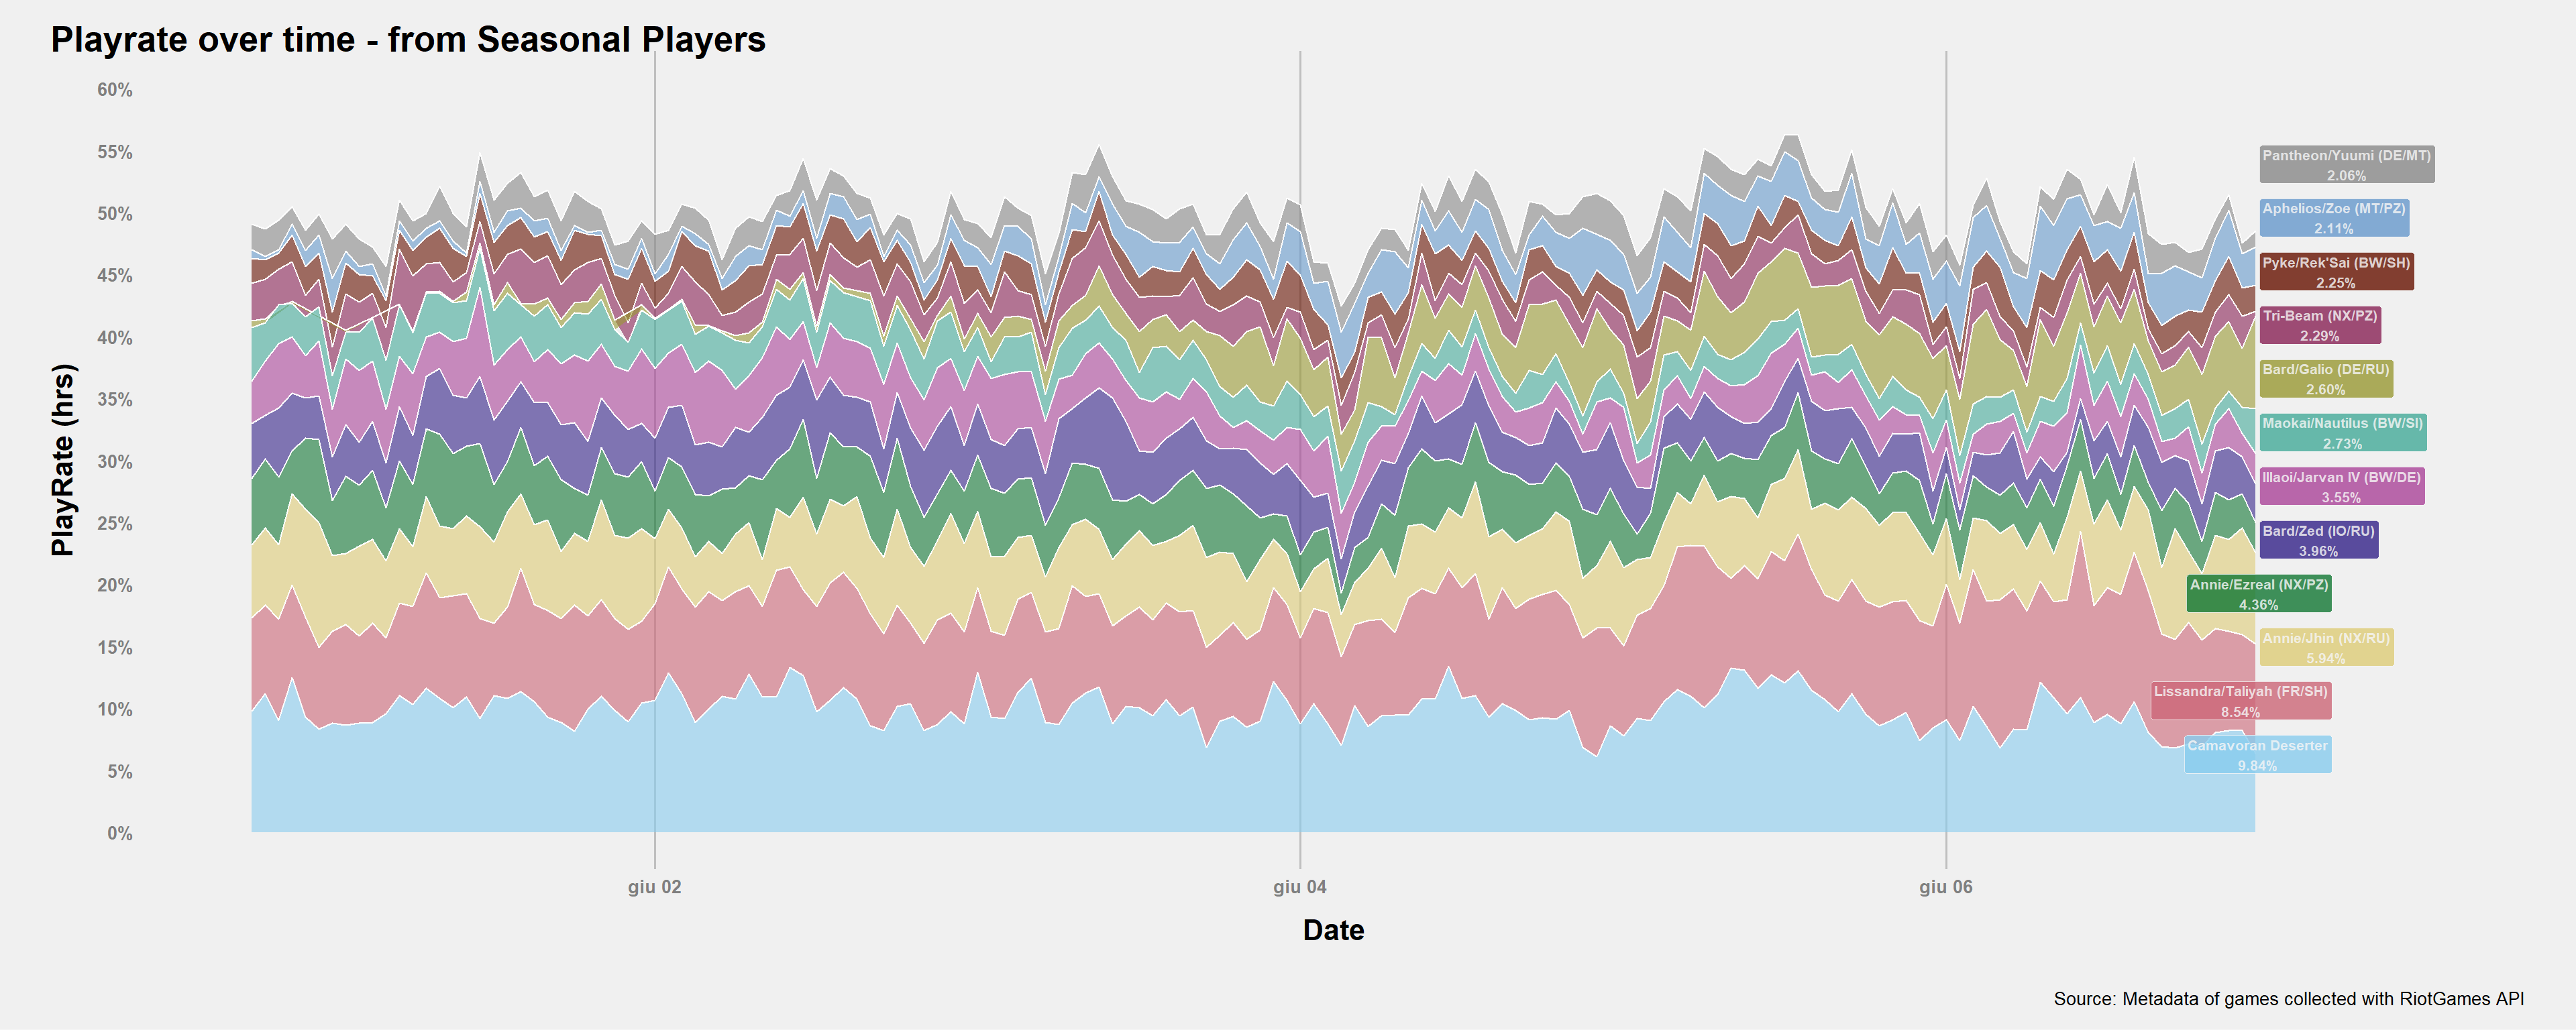 Playrate over time - from Seasonal Players
PlayRate (hrs)
60%
55%
50%
45%
40%
35%
30%
25%
20%
15%
10%
5%
0%
Pantheon/Yuumi (DE/MT)
2.06%
Aphelios/Zoe (MT/PZ)
2.11%
Pyke/Rek'Sai (BW/SH)
2.25%
Tri-Beam (NX/PZ)
2.29%
Bard/Galio (DE/RU)
2.60%
Maokai/Nautilus (BW/SI)
2.73%
Illaoi/Jarvan IV (BW/DE)
3.55%
Bard/Zed (IO/RU)
3.96%
Annie/Ezreal (NX/PZ)
4.36%
Annie/Jhin (NX/RU)
5.94%
Lissandra/Taliyah (FR/SH)
8.54%
Camavoran Deserter
9.84%
giu 02
giu 04
giu 06
Date
Source: Metadata of games collected with RiotGames API